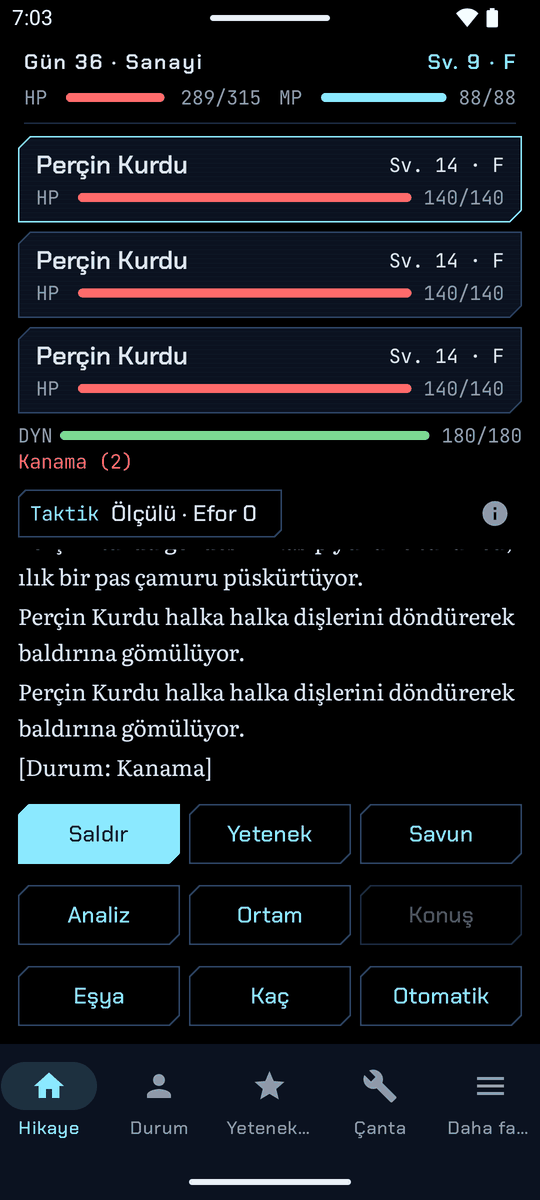 7:03
Gün 36 · Sanayi Sv. 9 · F
HP 289/315 MP 88/88
Perçin Kurdu Sv. 14 · F
HP 140/140
Perçin Kurdu Sv. 14 · F
HP 140/140
Perçin Kurdu Sv. 14 · F
HP 140/140
DYN 180/180
Kanama (2)
Taktik Ölçülü · Efor 0
ılık bir pas çamuru püskürtüyor.
Perçin Kurdu halka halka dişlerini döndürerek
baldırına gömülüyor.
Perçin Kurdu halka halka dişlerini döndürerek
baldırına gömülüyor.
[Durum: Kanama]
Saldır Yetenek Savun
Analiz Ortam Konuş
Eşya Kaç Otomatik
Hikaye Durum Yetenek... Çanta Daha fa...